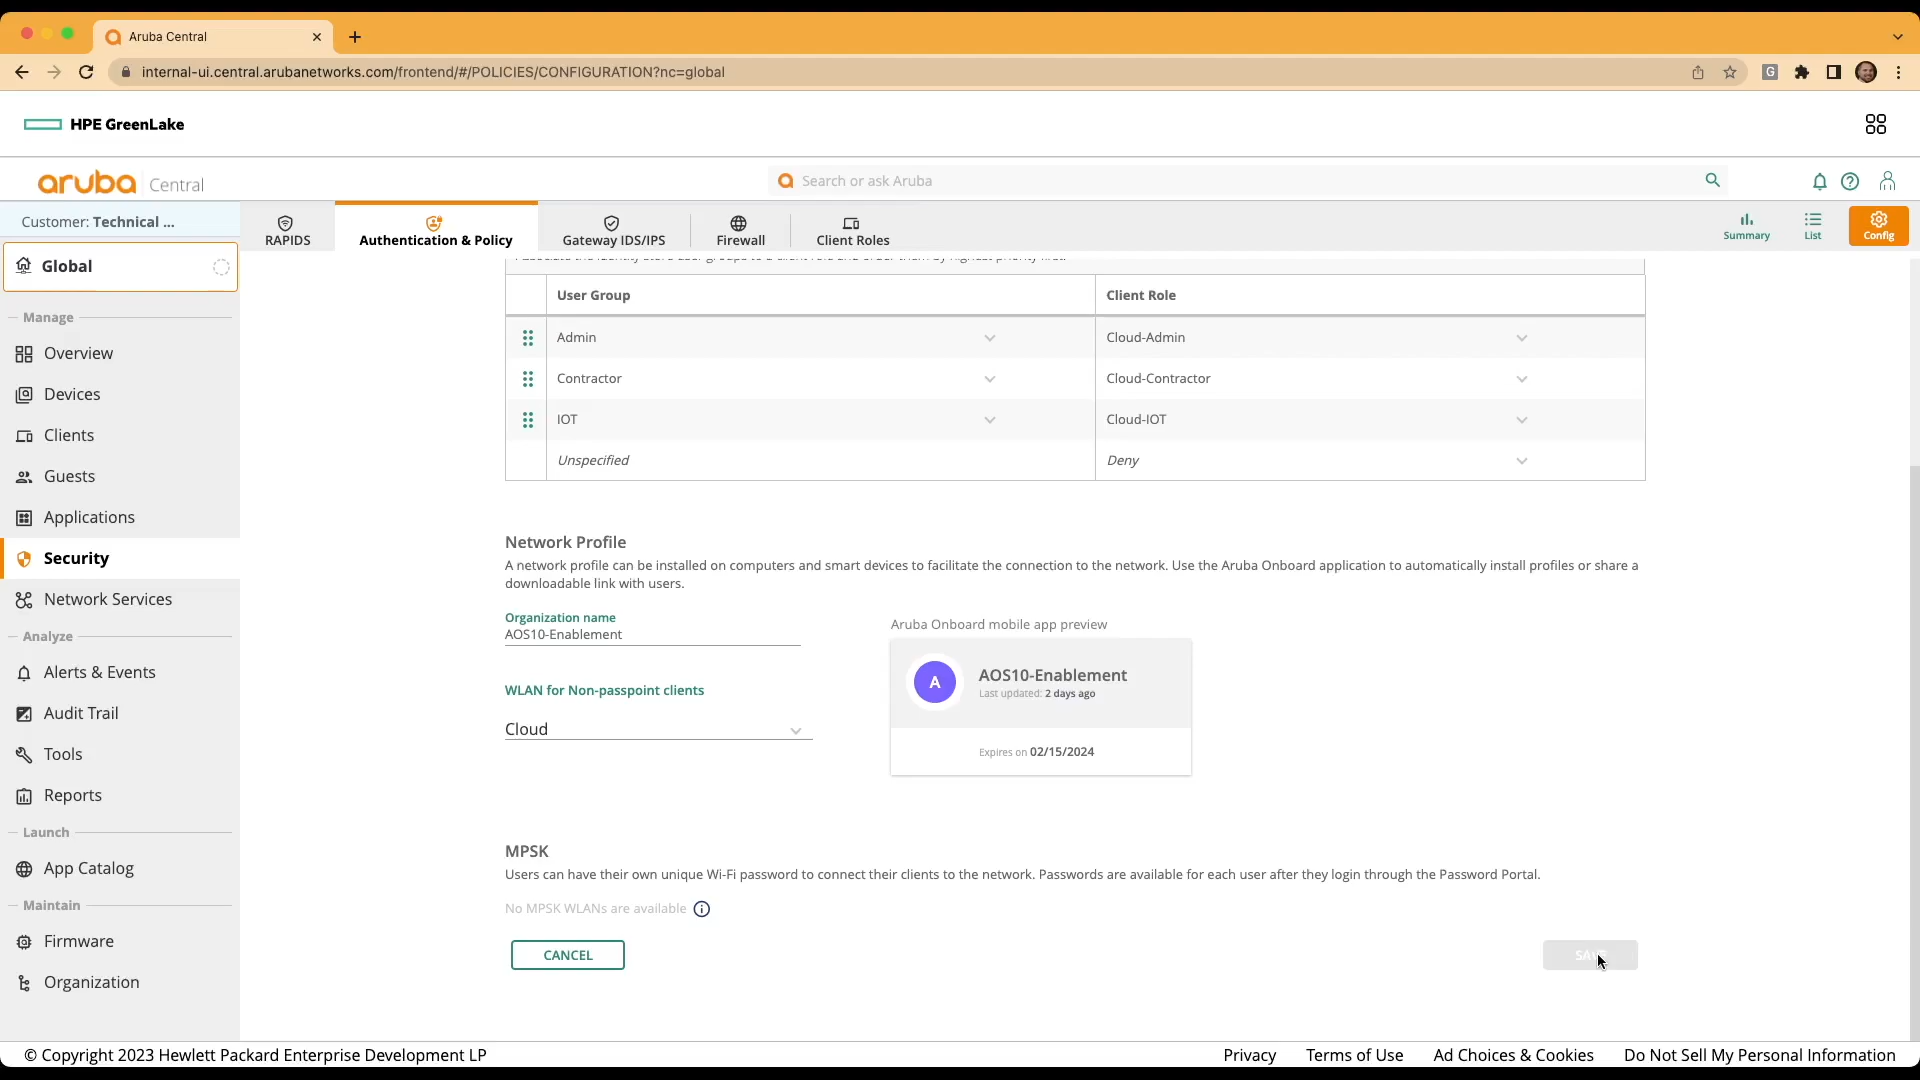 Aruba Central
internal-ui.central.arubanetworks.com/frontend/#/POLICIES/CONFIGURATION?nc=global
G
HPE GreenLake
aruba Central
Search or ask Aruba
Customer: Technical ...
RAPIDS
Authentication & Policy
Gateway IDS/IPS
Firewall
Client Roles
Summary
List
Config
Global
Manage
Overview
Devices
Clients
Guests
Applications
Security
Network Services
Analyze
Alerts & Events
Audit Trail
Tools
Reports
Launch
App Catalog
Maintain
Firmware
Organization
User Group
Client Role
Admin
Cloud-Admin
Contractor
Cloud-Contractor
IOT
Cloud-IOT
Unspecified
Deny
Network Profile
A network profile can be installed on computers and smart devices to facilitate the connection to the network. Use the Aruba Onboard application to automatically install profiles or share a
downloadable link with users.
Organization name
AOS10-Enablement
WLAN for Non-passpoint clients
Cloud
Aruba Onboard mobile app preview
A
AOS10-Enablement
Last updated: 2 days ago
Expires on 02/15/2024
MPSK
Users can have their own unique Wi-Fi password to connect their clients to the network. Passwords are available for each user after they login through the Password Portal.
No MPSK WLANs are available
CANCEL
SAVE
© Copyright 2023 Hewlett Packard Enterprise Development LP
Privacy
Terms of Use
Ad Choices & Cookies
Do Not Sell My Personal Information